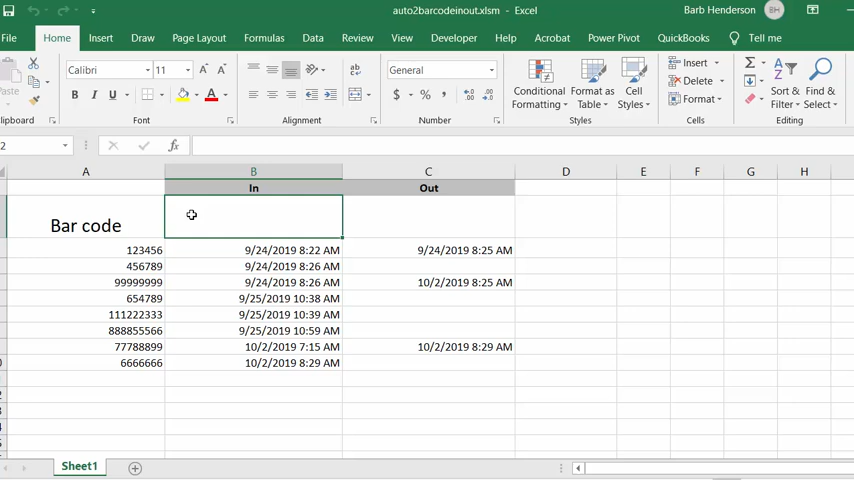 auto2barcodeinout.xlsm - Excel
Barb Henderson BH
File Home Insert Draw Page Layout Formulas Data Review View Developer Help Acrobat Power Pivot QuickBooks Tell me
Calibri 11 General Insert
Paste B I U A $ % Conditional Formatting Format as Table Cell Styles Delete Format Sort & Filter Find & Select
Clipboard Font Alignment Number Styles Cells Editing
2 fx
A B C D E F G H
In Out
Bar code
123456 9/24/2019 8:22 AM 9/24/2019 8:25 AM
456789 9/24/2019 8:26 AM
99999999 9/24/2019 8:26 AM 10/2/2019 8:25 AM
654789 9/25/2019 10:38 AM
111222333 9/25/2019 10:39 AM
888855566 9/25/2019 10:59 AM
77788899 10/2/2019 7:15 AM 10/2/2019 8:29 AM
6666666 10/2/2019 8:29 AM
Sheet1